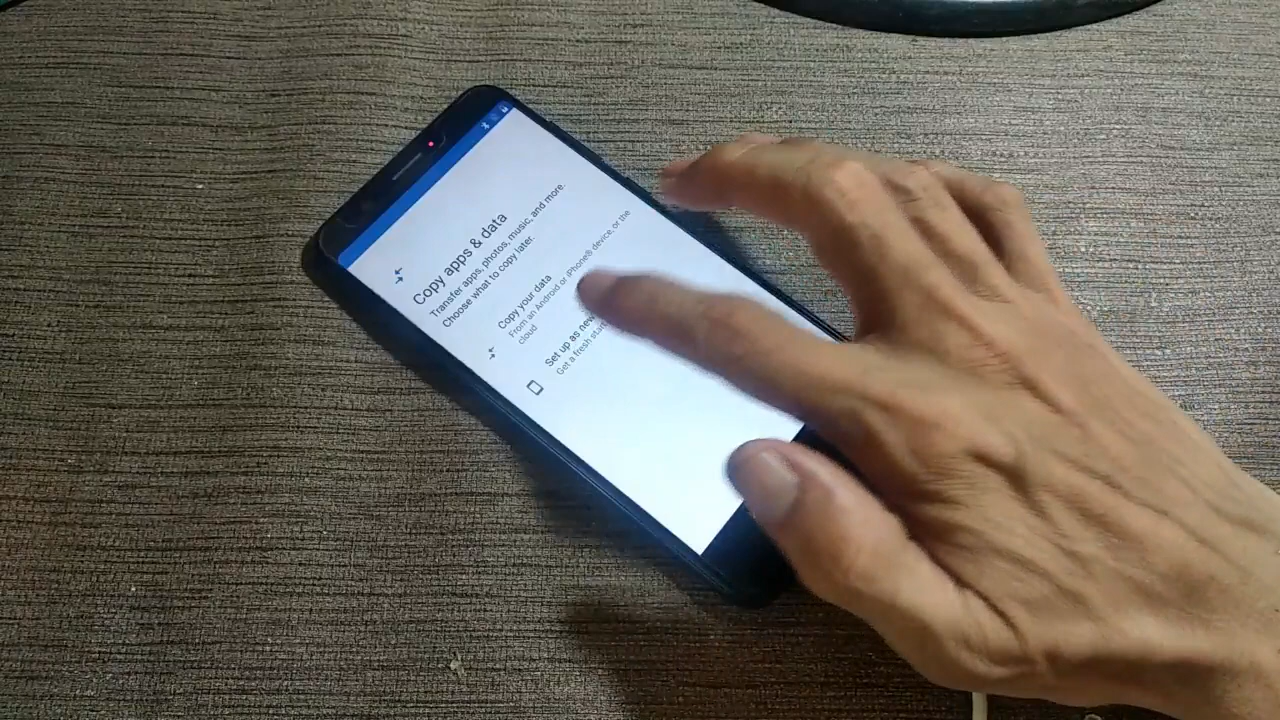 Copy apps & data
Transfer apps, photos, music, and more.
Choose what to copy later.
Copy your data
From an Android or iPhone® device, or the
cloud
Set up as new
Get a fresh start